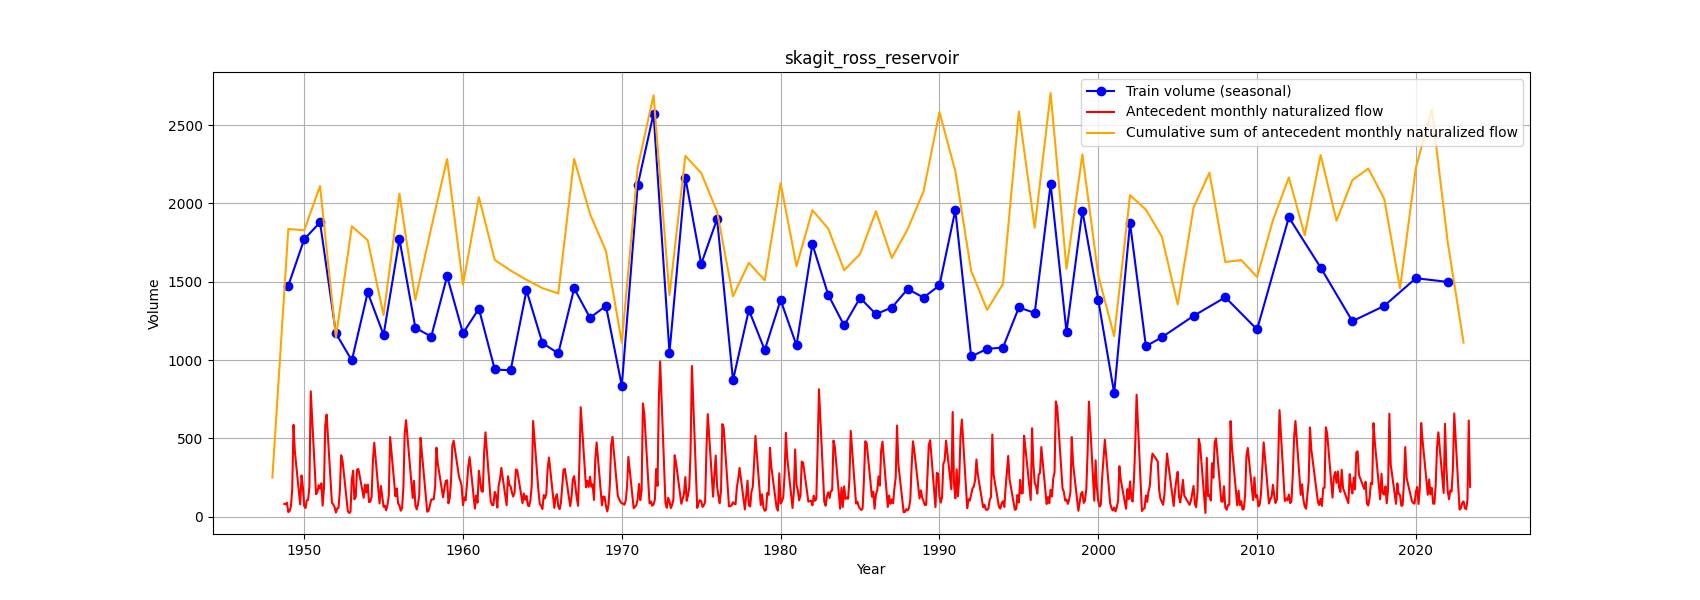 skagit_ross_reservoir
Train volume (seasonal)
Antecedent monthly naturalized flow
Cumulative sum of antecedent monthly naturalized flow
Volume
2500
2000
1500
1000
500
0
1950 1960 1970 1980 1990 2000 2010 2020
Year